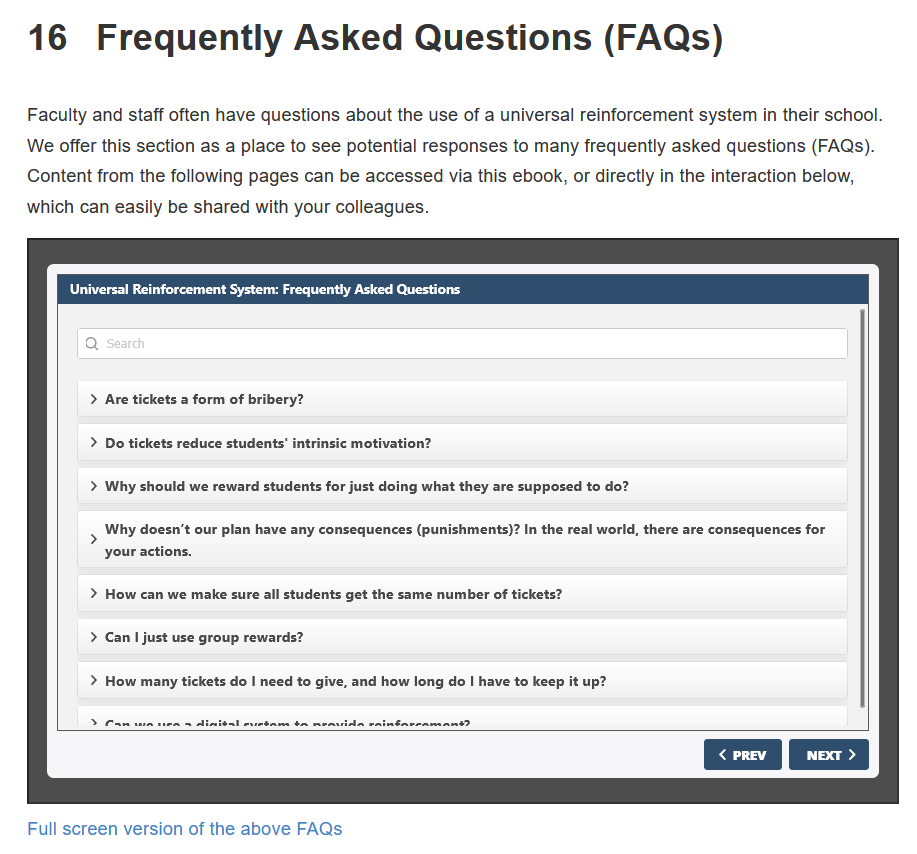 16 Frequently Asked Questions (FAQs)
Faculty and staff often have questions about the use of a universal reinforcement system in their school.
We offer this section as a place to see potential responses to many frequently asked questions (FAQs).
Content from the following pages can be accessed via this ebook, or directly in the interaction below,
which can easily be shared with your colleagues.
Universal Reinforcement System: Frequently Asked Questions
Search
Are tickets a form of bribery?
Do tickets reduce students' intrinsic motivation?
Why should we reward students for just doing what they are supposed to do?
Why doesn’t our plan have any consequences (punishments)? In the real world, there are consequences for
your actions.
How can we make sure all students get the same number of tickets?
Can I just use group rewards?
How many tickets do I need to give, and how long do I have to keep it up?
Can we use a digital system to provide reinforcement?
PREV NEXT
Full screen version of the above FAQs